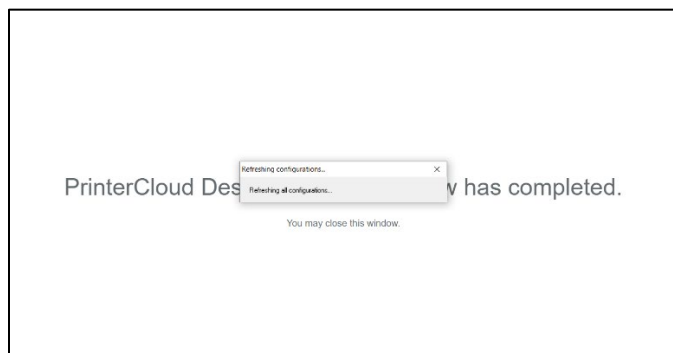 Refreshing configurations...
PrinterCloud Des w has completed.
Refreshing all configurations...
You may close this window.